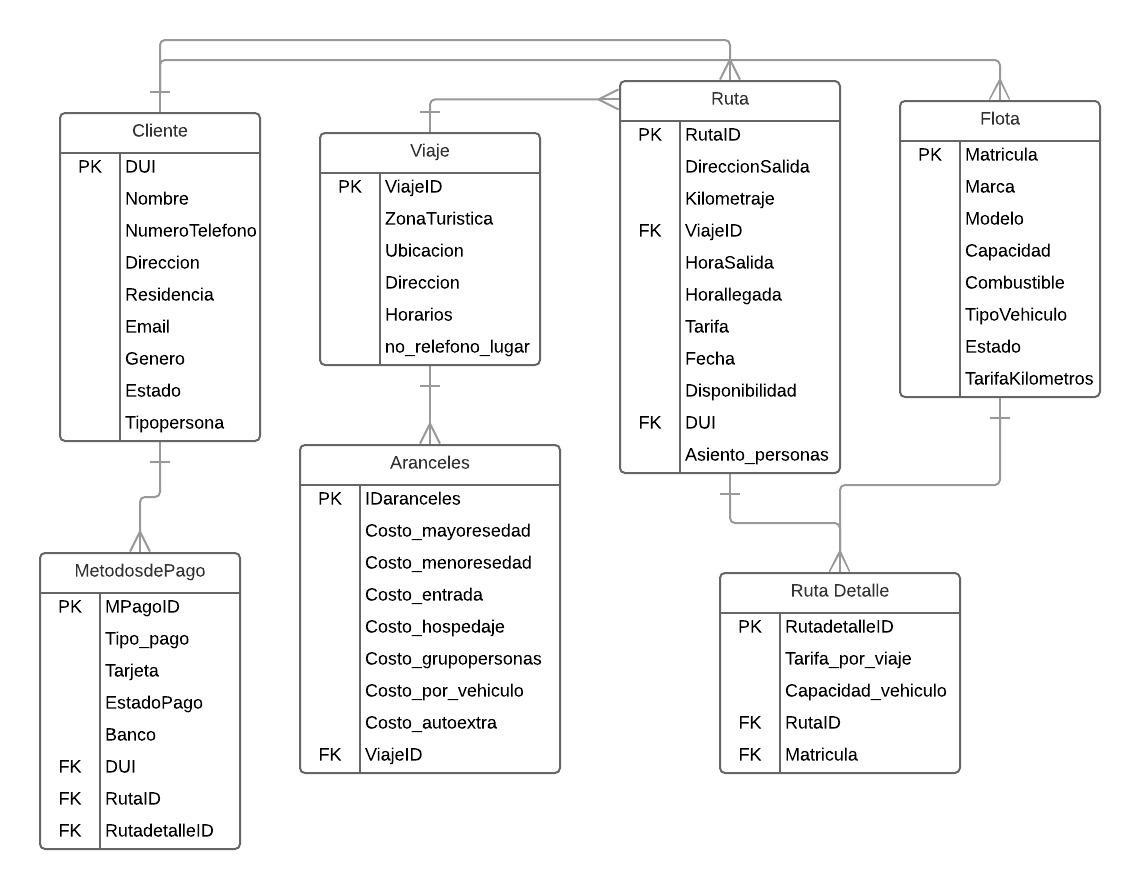 Cliente
PK DUI
Nombre
NumeroTelefono
Direccion
Residencia
Email
Genero
Estado
Tipopersona
Viaje
PK ViajeID
ZonaTuristica
Ubicacion
Direccion
Horarios
no_relefono_lugar
Ruta
PK RutaID
DireccionSalida
Kilometraje
FK ViajeID
HoraSalida
Horallegada
Tarifa
Fecha
Disponibilidad
FK DUI
Asiento_personas
Flota
PK Matricula
Marca
Modelo
Capacidad
Combustible
TipoVehiculo
Estado
TarifaKilometros
MetodosdePago
PK MPagoID
Tipo_pago
Tarjeta
EstadoPago
Banco
FK DUI
FK RutaID
FK RutadetalleID
Aranceles
PK IDaranceles
Costo_mayoresedad
Costo_menoresedad
Costo_entrada
Costo_hospedaje
Costo_grupopersonas
Costo_por_vehiculo
Costo_autoextra
FK ViajeID
Ruta Detalle
PK RutadetalleID
Tarifa_por_viaje
Capacidad_vehiculo
FK RutaID
FK Matricula